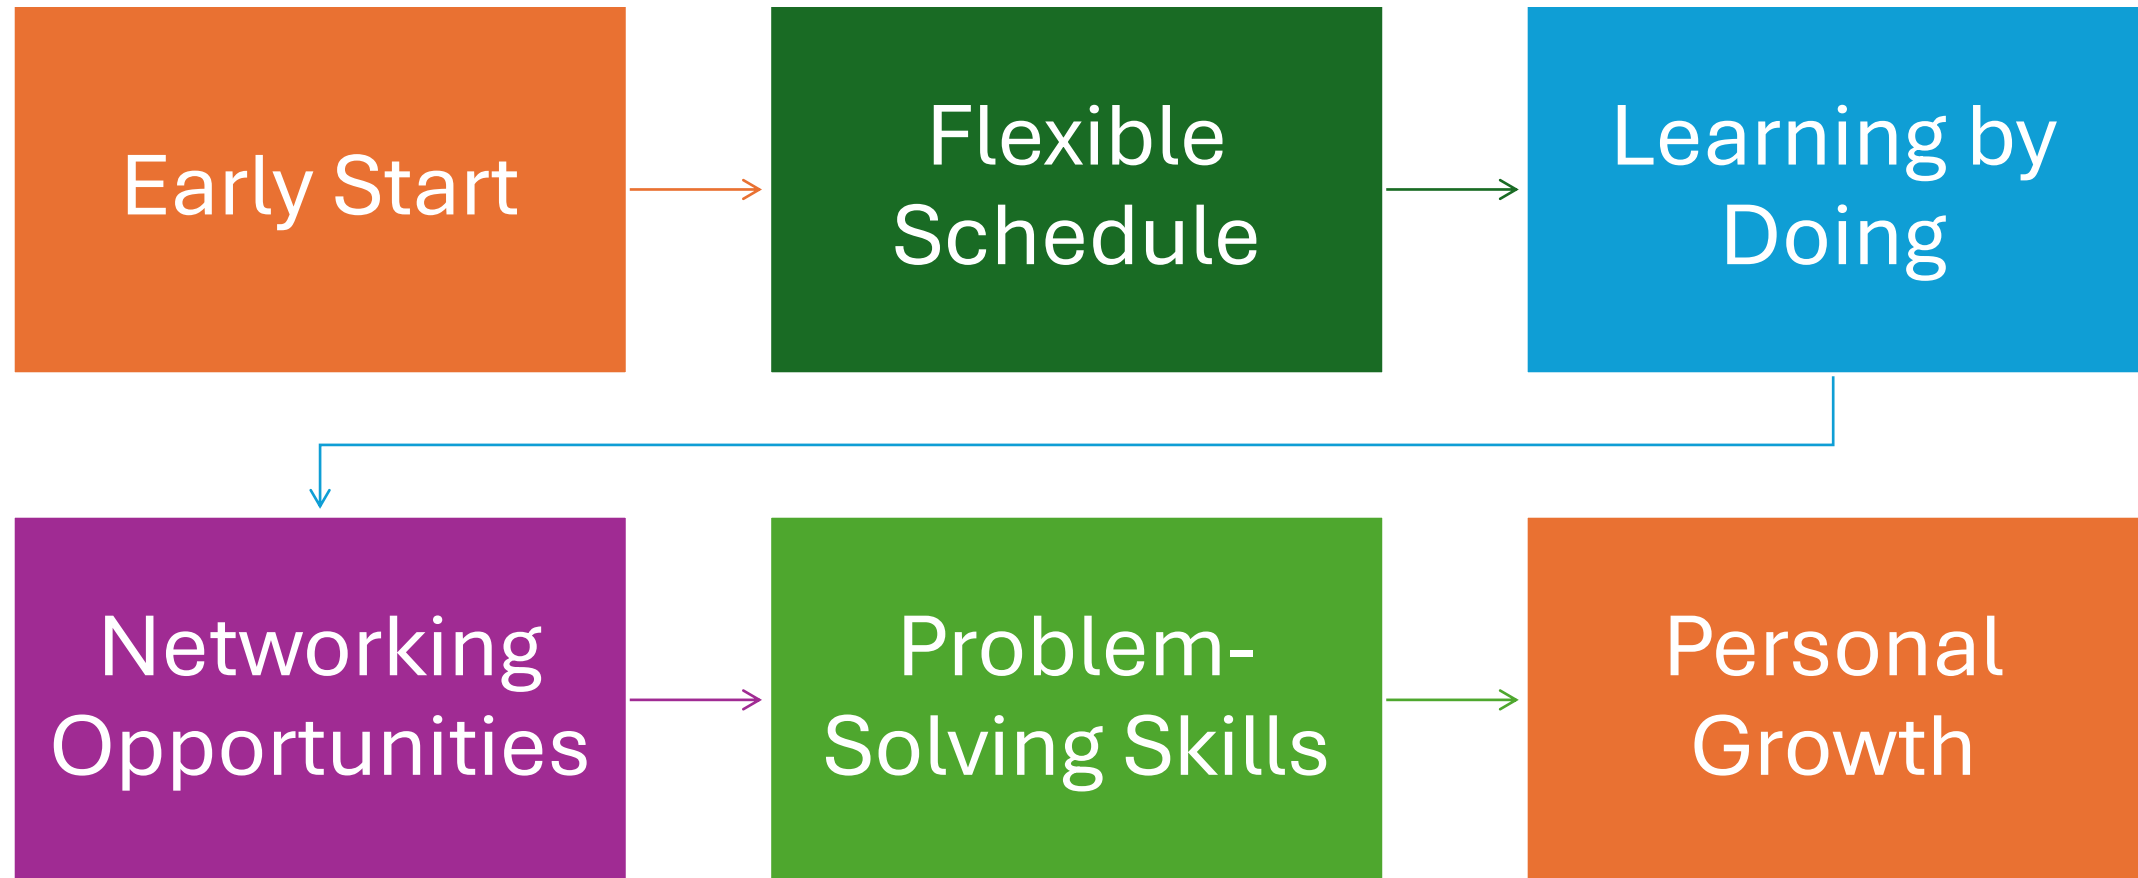 Early Start
Flexible
Schedule
Learning by
Doing
Networking
Opportunities
Problem-
Solving Skills
Personal
Growth